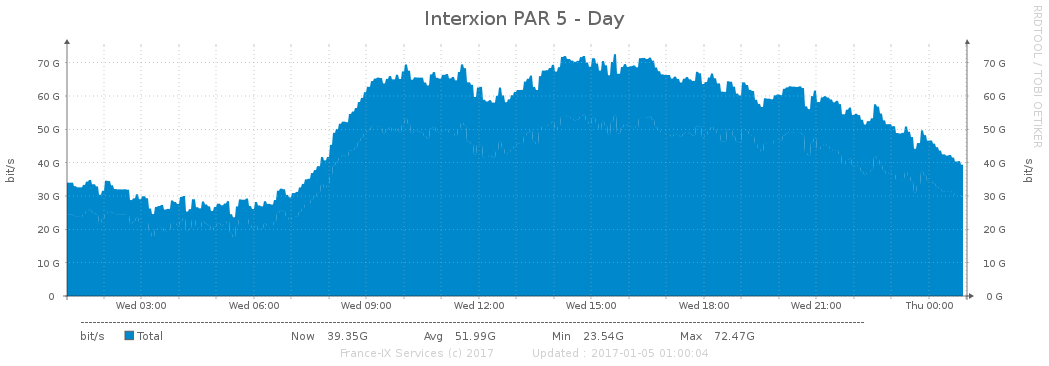 Interxion PAR 5 - Day
RRDTOOL / TOBI OETIKER
bit/s
70 G
60 G
50 G
40 G
30 G
20 G
10 G
0
70 G
60 G
50 G
40 G
30 G
20 G
10 G
0 G
bit/s
Wed 03:00 Wed 06:00 Wed 09:00 Wed 12:00 Wed 15:00 Wed 18:00 Wed 21:00 Thu 00:00
bit/s Total Now 39.35G Avg 51.99G Min 23.54G Max 72.47G
France-IX Services (c) 2017 Updated : 2017-01-05 01:00:04